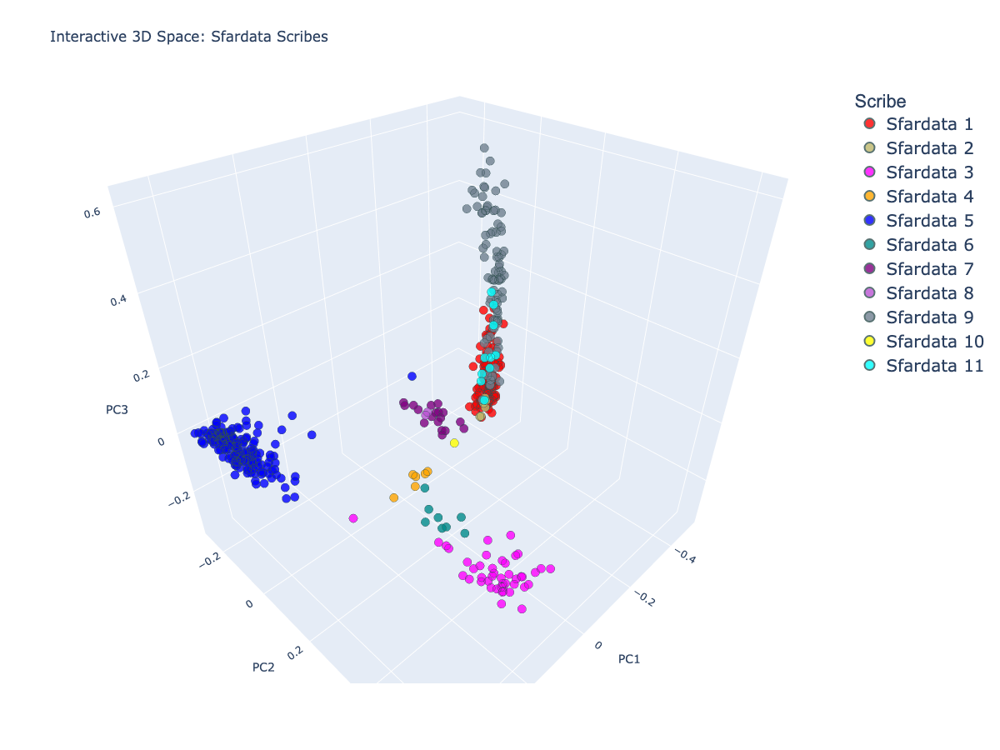 Interactive 3D Space: Sfardata Scribes
Scribe
Sfardata 1
Sfardata 2
Sfardata 3
Sfardata 4
Sfardata 5
Sfardata 6
Sfardata 7
Sfardata 8
Sfardata 9
Sfardata 10
Sfardata 11
0.6
0.4
0.2
PC3
0
−0.2
−0.2
0
0.2
PC2
−0.4
−0.2
0
PC1